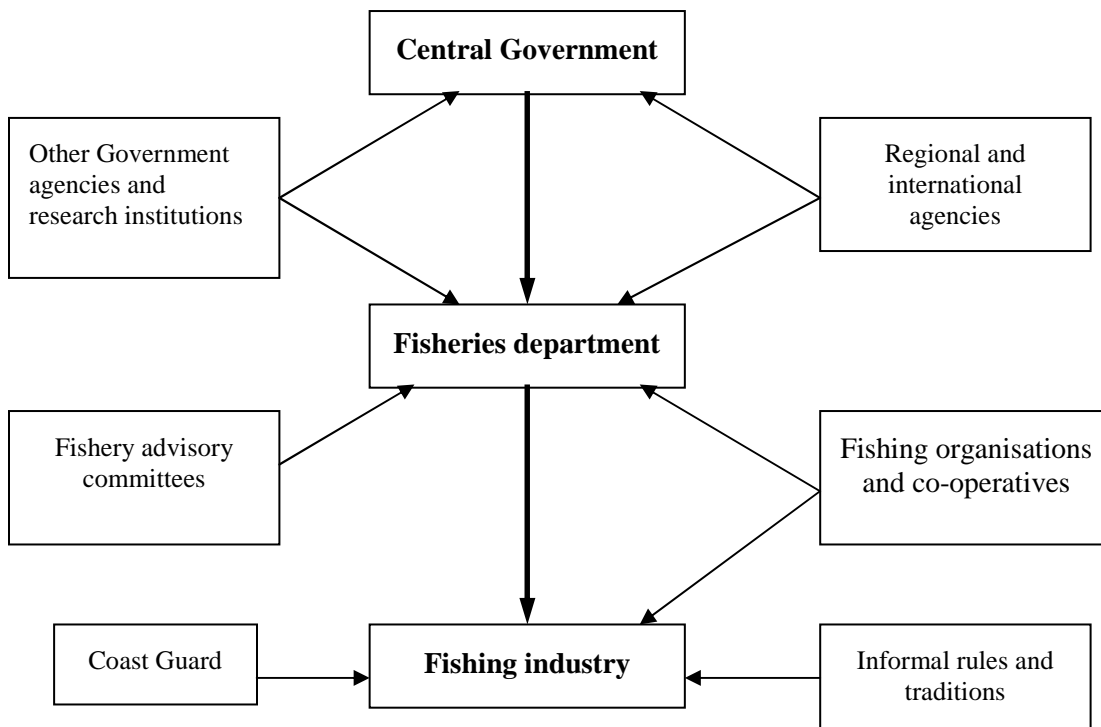 Central Government
Other Government
agencies and
research institutions
Regional and
international
agencies
Fisheries department
Fishery advisory
committees
Fishing organisations
and co-operatives
Coast Guard
Fishing industry
Informal rules and
traditions